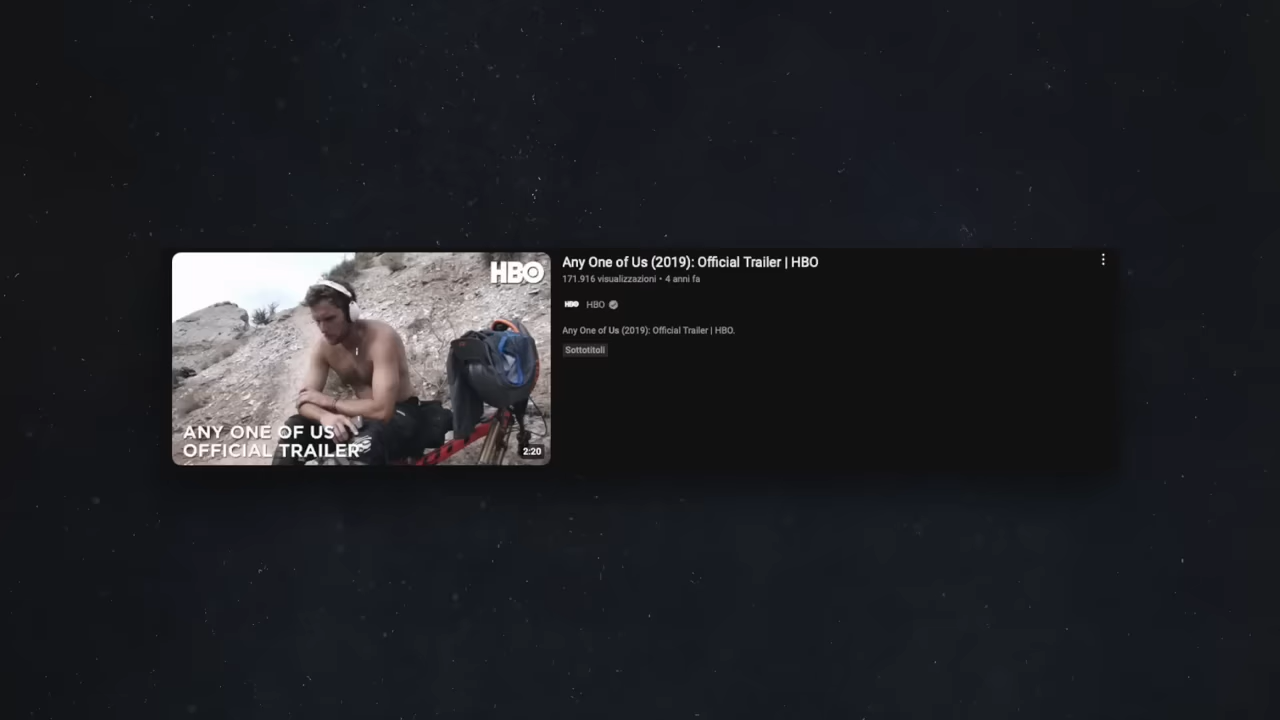 HBO
ANY ONE OF US
OFFICIAL TRAILER
2:20
Any One of Us (2019): Official Trailer | HBO
171.916 visualizzazioni • 4 anni fa
HBO HBO
Any One of Us (2019): Official Trailer | HBO.
Sottotitoli